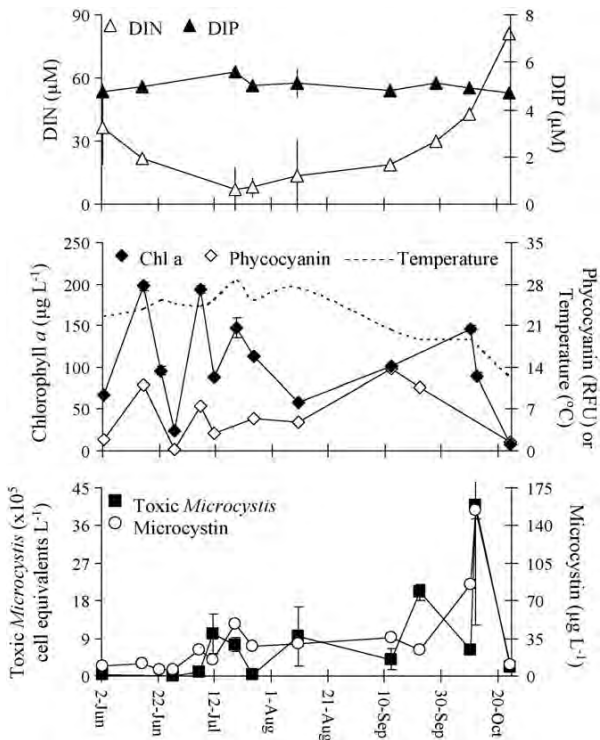 90
60
30
0
DIN
(µM)
DIN
DIP
8
6
4
2
0
DIP
(µM)
250
200
150
100
50
0
Chlorophyll a (µg L-1)
Chl a
Phycocyanin
Temperature
35
28
21
14
7
0
Phycocyanin (RFU) or
Temperature (°C)
45
36
27
18
9
0
Toxic Microcystis (x10⁵
cell equivalents L-1)
Toxic Microcystis
Microcystin
175
140
105
70
35
0
Microcystin (µg L-1)
2-Jun
22-Jun
12-Jul
1-Aug
21-Aug
10-Sep
30-Sep
20-Oct